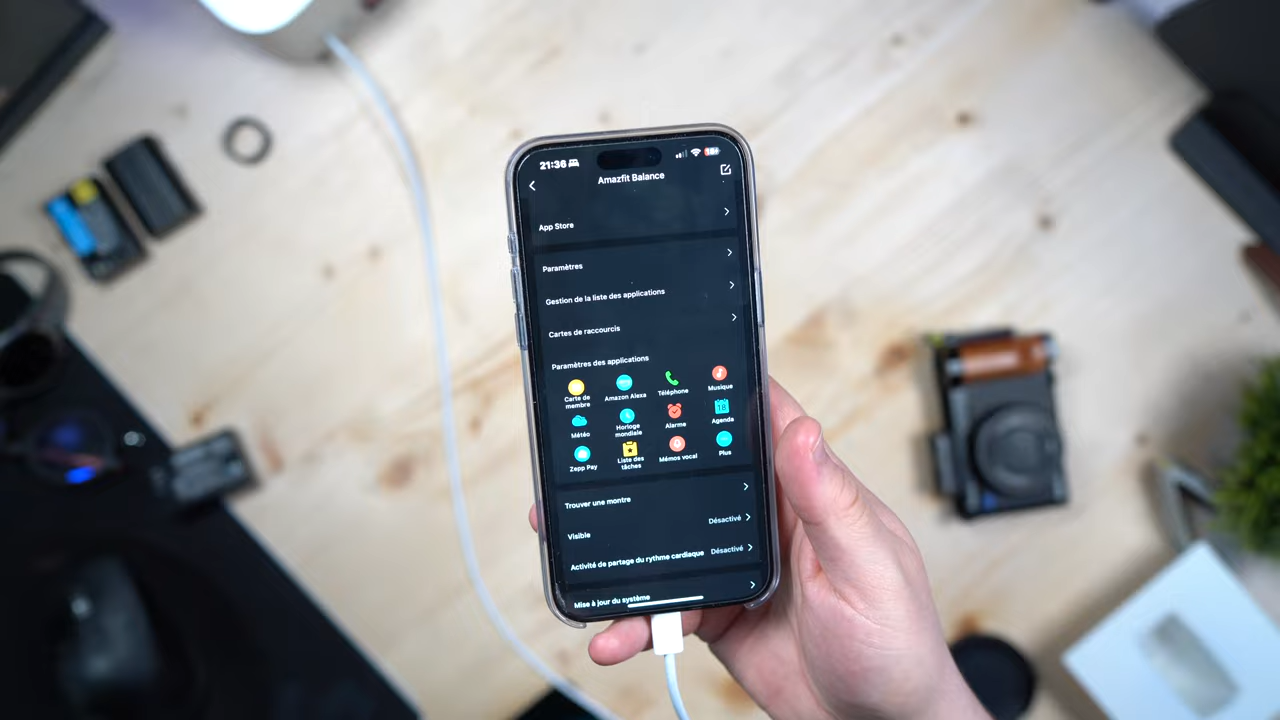 21:36
Amazfit Balance
App Store
Paramètres
Gestion de la liste des applications
Cartes de raccourcis
Paramètres des applications
Carte de
membre
Amazon Alexa
Téléphone
Musique
Météo
Horloge
mondiale
Alarme
18
Agenda
Zepp Pay
Liste des
tâches
Mémos vocal
Plus
Trouver une montre
Visible
Désactivé
Activité de partage du rythme cardiaque
Désactivé
Mise à jour du système